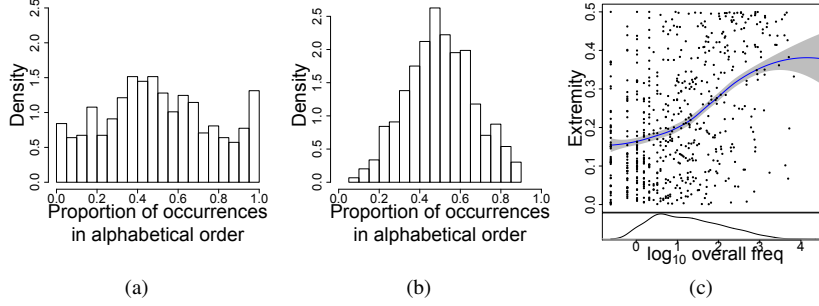 Density
0.0 0.5 1.0 1.5 2.0 2.5
0.0 0.2 0.4 0.6 0.8 1.0
Proportion of occurrences
in alphabetical order
(a)
Density
0.0 0.5 1.0 1.5 2.0 2.5
0.0 0.2 0.4 0.6 0.8 1.0
Proportion of occurrences
in alphabetical order
(b)
Extremity
0.0 0.1 0.2 0.3 0.4 0.5
0 1 2 3 4
log10 overall freq
(c)